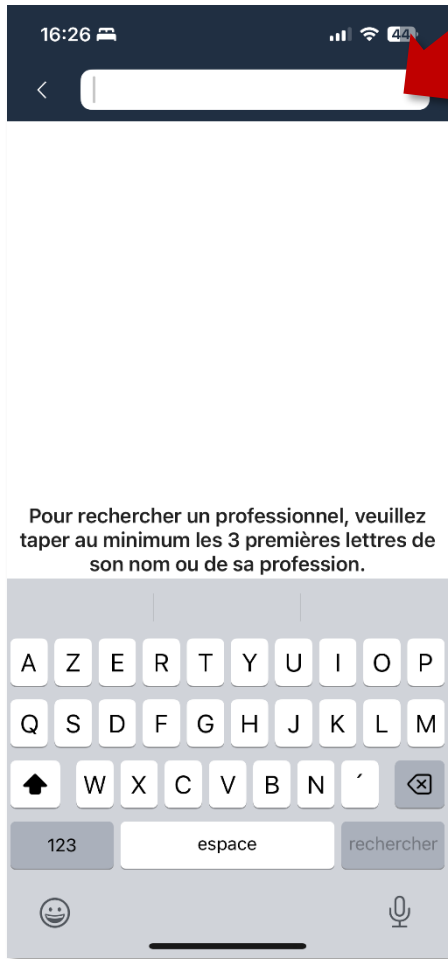 16:26
44
Pour rechercher un professionnel, veuillez
taper au minimum les 3 premières lettres de
son nom ou de sa profession.
A Z E R T Y U I O P
Q S D F G H J K L M
W X C V B N ´
123 espace rechercher